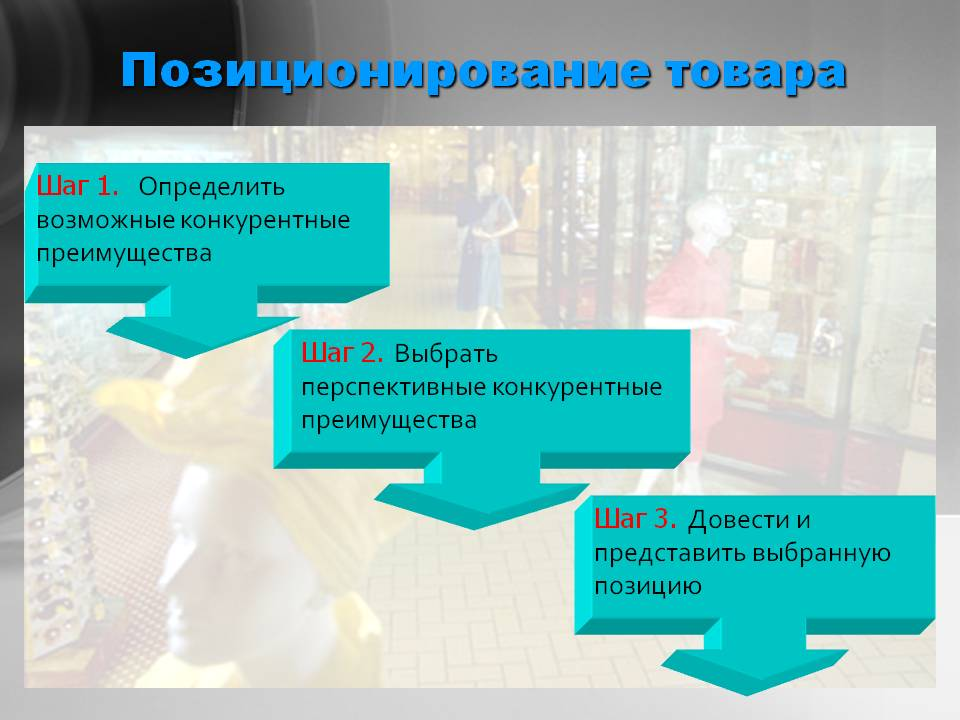 Позиционирование товара
Шаг 1. Определить
возможные конкурентные
преимущества
Шаг 2. Выбрать
перспективные конкурентные
преимущества
Шаг 3. Довести и
представить выбранную
позицию